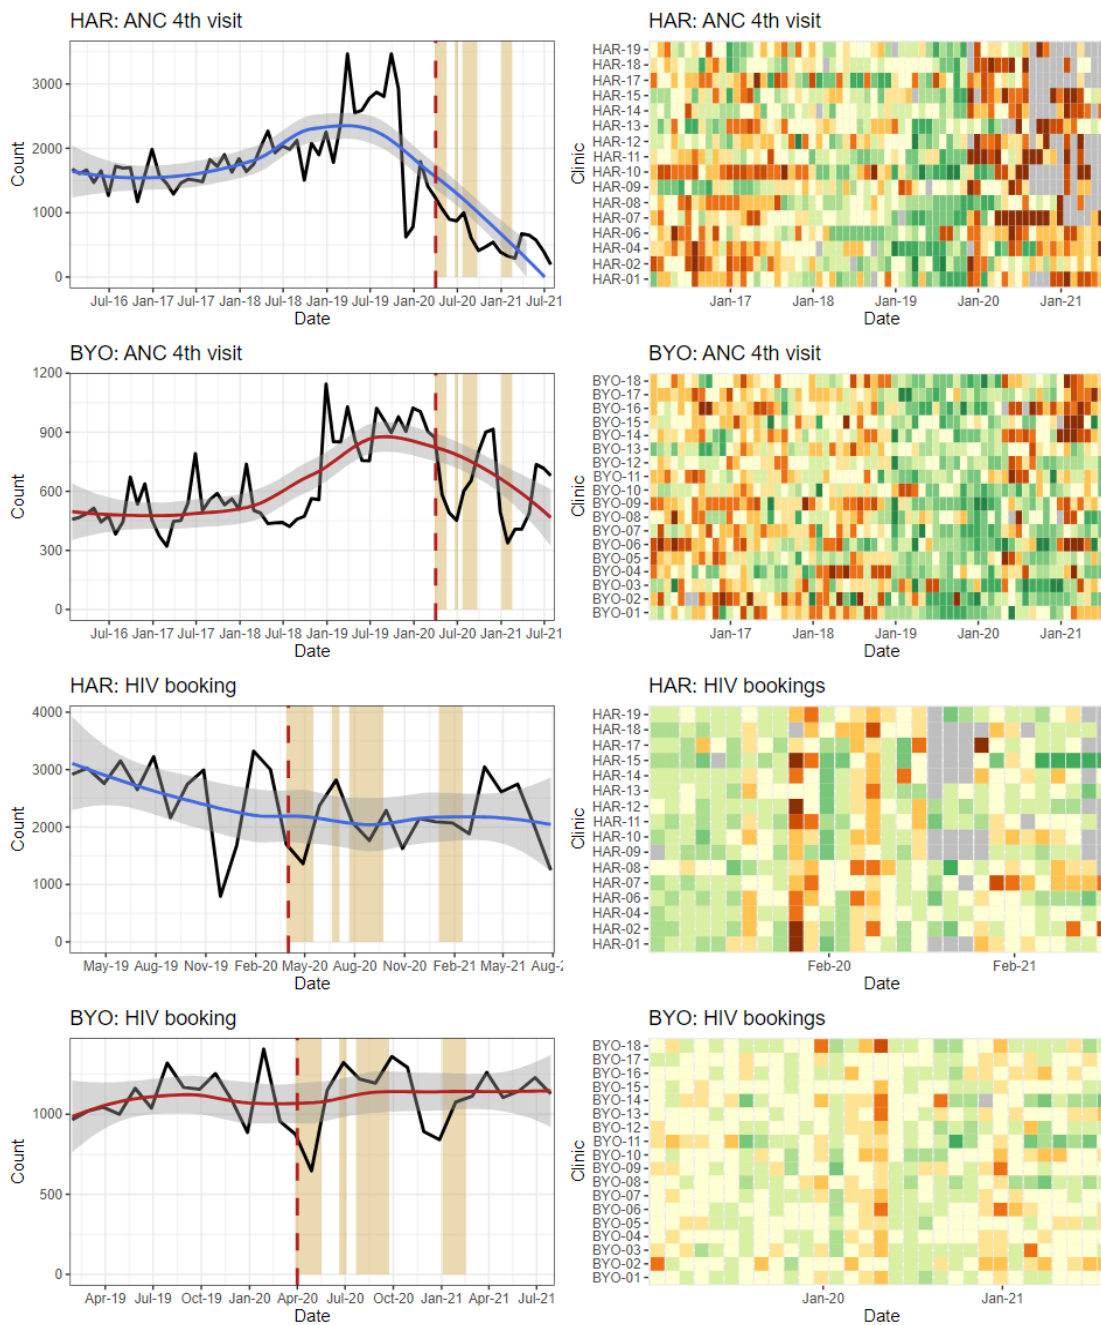 HAR: ANC 4th visit
Count
3000
2000
1000
0
Jul-16 Jan-17 Jul-17 Jan-18 Jul-18 Jan-19 Jul-19 Jan-20 Jul-20 Jan-21 Jul-21
Date
HAR: ANC 4th visit
Clinic
HAR-19
HAR-18
HAR-17
HAR-15
HAR-14
HAR-13
HAR-12
HAR-11
HAR-10
HAR-09
HAR-08
HAR-07
HAR-06
HAR-04
HAR-02
HAR-01
Jan-17 Jan-18 Jan-19 Jan-20 Jan-21
Date
BYO: ANC 4th visit
Count
1200
900
600
300
0
Jul-16 Jan-17 Jul-17 Jan-18 Jul-18 Jan-19 Jul-19 Jan-20 Jul-20 Jan-21 Jul-21
Date
BYO: ANC 4th visit
Clinic
BYO-18
BYO-17
BYO-16
BYO-15
BYO-14
BYO-13
BYO-12
BYO-11
BYO-10
BYO-09
BYO-08
BYO-07
BYO-06
BYO-05
BYO-04
BYO-03
BYO-02
BYO-01
Jan-17 Jan-18 Jan-19 Jan-20 Jan-21
Date
HAR: HIV booking
Count
4000
3000
2000
1000
0
May-19 Aug-19 Nov-19 Feb-20 May-20 Aug-20 Nov-20 Feb-21 May-21 Aug-2
Date
HAR: HIV bookings
Clinic
HAR-19
HAR-18
HAR-17
HAR-15
HAR-14
HAR-13
HAR-12
HAR-11
HAR-10
HAR-09
HAR-08
HAR-07
HAR-06
HAR-04
HAR-02
HAR-01
Feb-20 Feb-21
Date
BYO: HIV booking
Count
1000
500
0
Apr-19 Jul-19 Oct-19 Jan-20 Apr-20 Jul-20 Oct-20 Jan-21 Apr-21 Jul-21
Date
BYO: HIV bookings
Clinic
BYO-18
BYO-17
BYO-16
BYO-15
BYO-14
BYO-13
BYO-12
BYO-11
BYO-10
BYO-09
BYO-08
BYO-07
BYO-06
BYO-05
BYO-04
BYO-03
BYO-02
BYO-01
Jan-20 Jan-21
Date